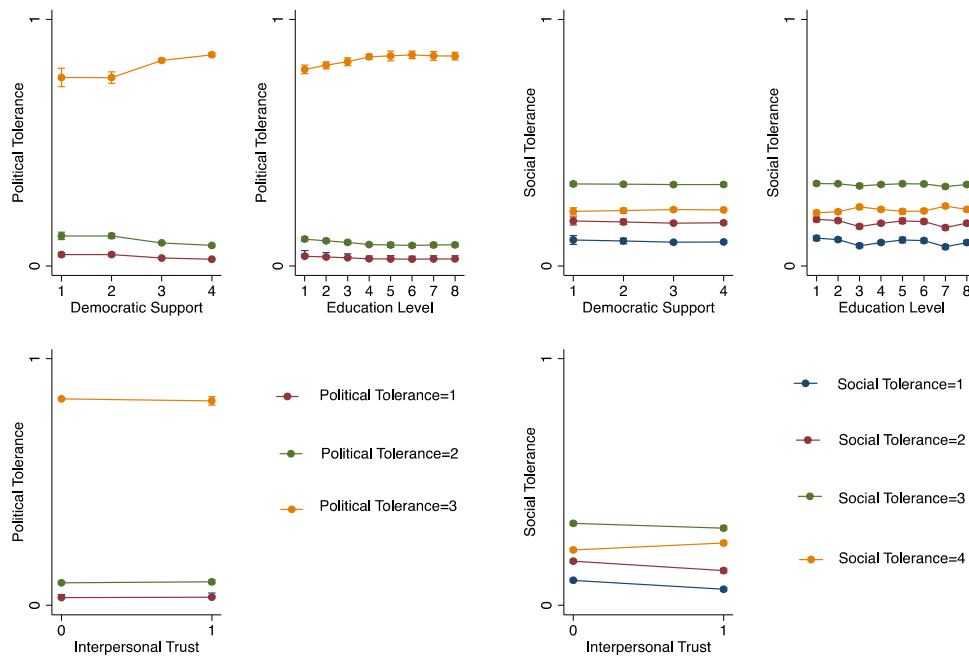 1
0
Political Tolerance
1 2 3 4
Democratic Support
1
0
Political Tolerance
1 2 3 4 5 6 7 8
Education Level
1
0
Social Tolerance
1 2 3 4
Democratic Support
1
0
Social Tolerance
1 2 3 4 5 6 7 8
Education Level
1
0
Political Tolerance
0 1
Interpersonal Trust
Political Tolerance=1
Political Tolerance=2
Political Tolerance=3
1
0
Social Tolerance
0 1
Interpersonal Trust
Social Tolerance=1
Social Tolerance=2
Social Tolerance=3
Social Tolerance=4